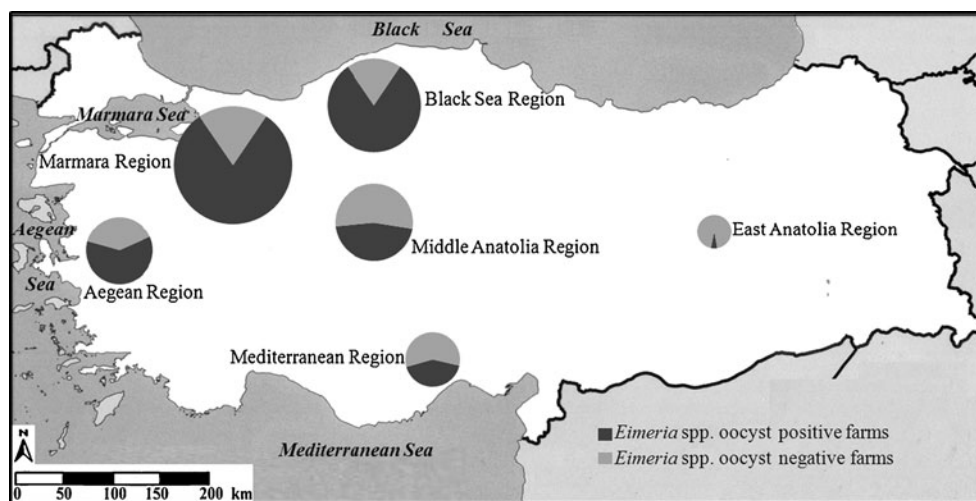 Black Sea
Black Sea Region
Marmara Sea
Marmara Region
Aegean
Sea
Aegean Region
Middle Anatolia Region
East Anatolia Region
Mediterranean Region
Mediterranean Sea
Eimeria spp. oocyst positive farms
Eimeria spp. oocyst negative farms
N
0 50 100 150 200 km